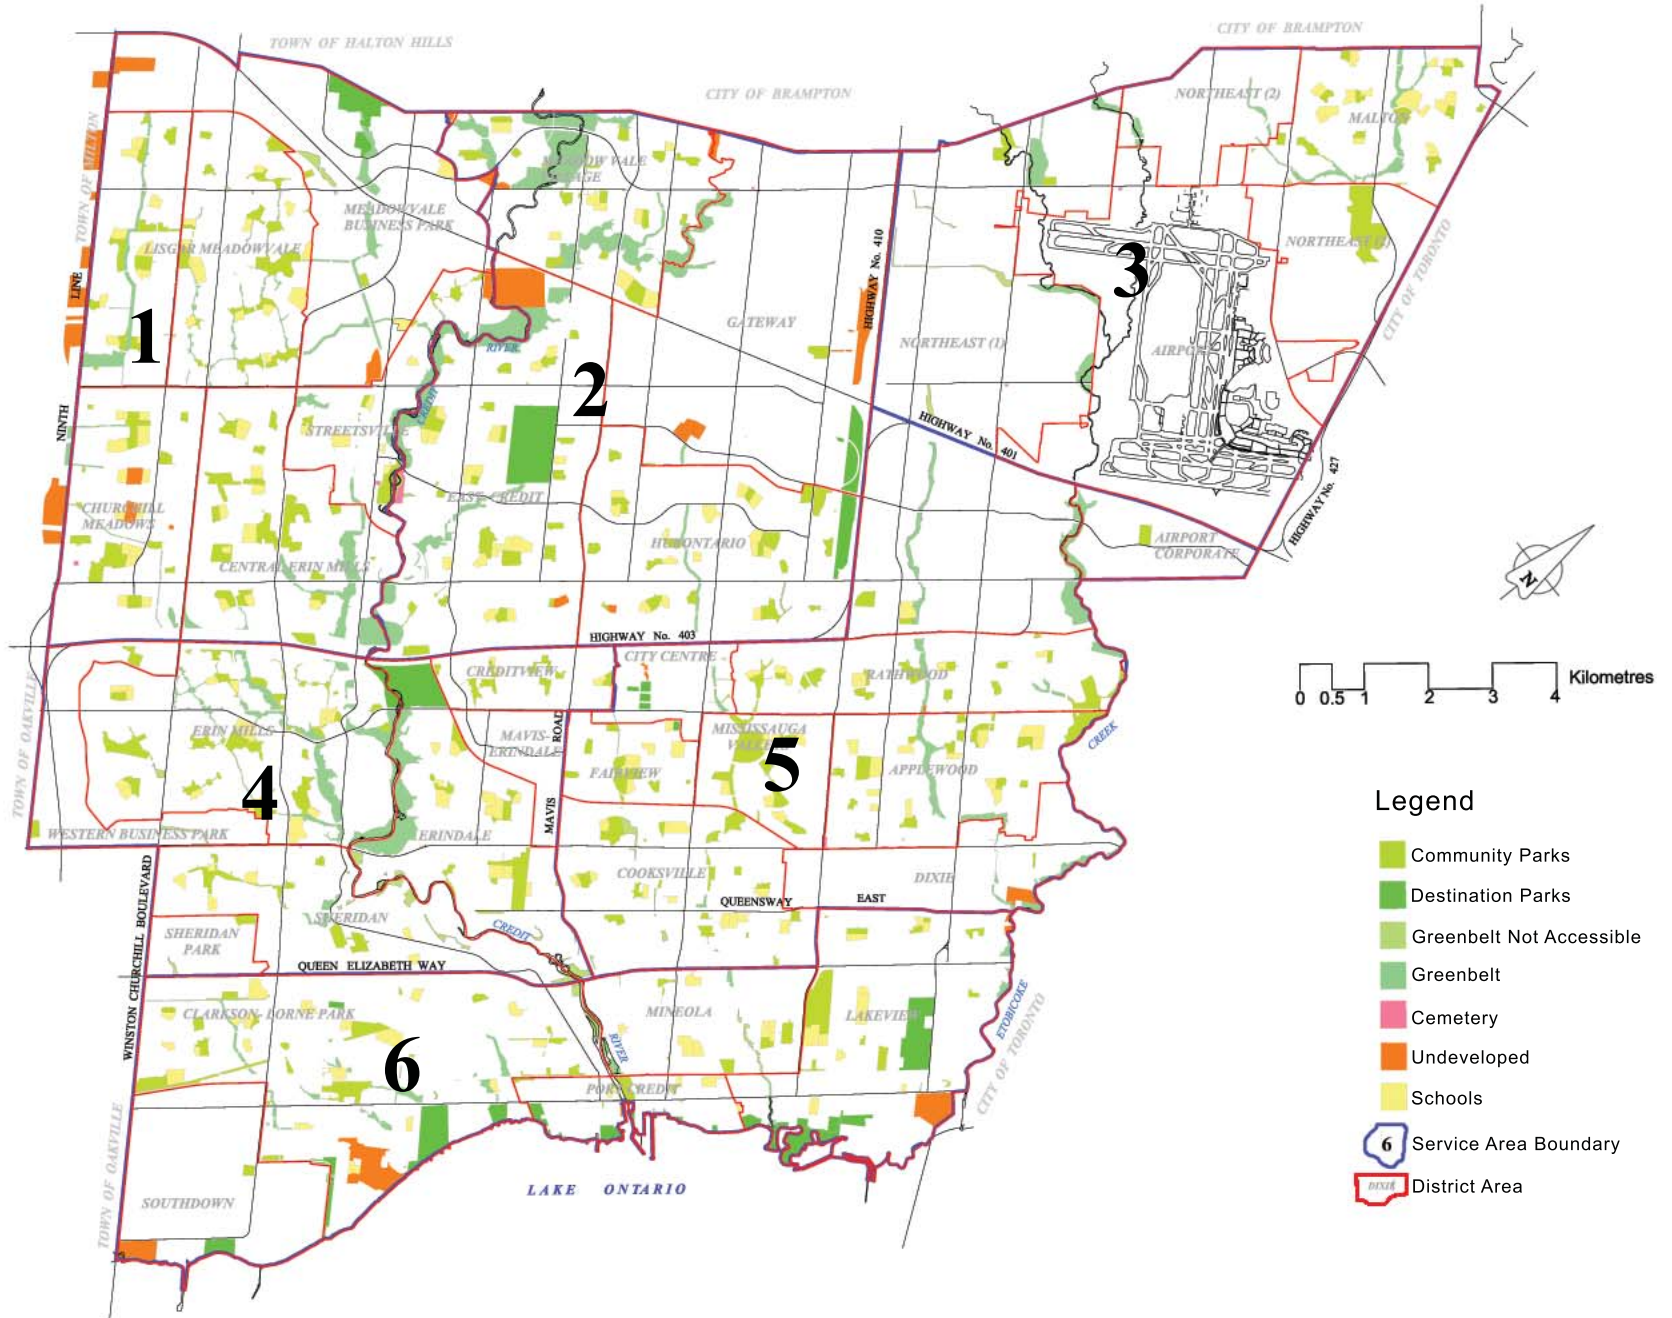 CITY OF BRAMPTON
TOWN OF HALTON HILLS
CITY OF BRAMPTON
NORTHEAST (2)
MALTON
TOWN OF MILTON
MEADOWVALE
VILLAGE
MEADOWVALE
BUSINESS PARK
LISGAR MEADOWVALE
NORTHEAST (2)
CITY OF TORONTO
HIGHWAY No. 410
3
LINE
1
GATEWAY
NORTHEAST (1)
AIRPORT
RIVER
CREDIT
2
NINTH
STREETSVILLE
HIGHWAY No. 401
EAST CREDIT
CHURCHILL
MEADOWS
HIGHWAY No. 427
HURONTARIO
AIRPORT
CORPORATE
CENTRAL ERIN MILLS
N
HIGHWAY No. 403
CITY CENTRE
CREDITVIEW
RATHWOOD
TOWN OF OAKVILLE
0 0.5 1 2 3 4 Kilometres
ERIN MILLS
MAVIS-
ERINDALE
ROAD
MISSISSAUGA
VALLEYS
CREEK
FAIRVIEW
5
APPLEWOOD
4
MAVIS
WESTERN BUSINESS PARK
ERINDALE
COOKSVILLE
DIXIE
QUEENSWAY EAST
WINSTON CHURCHILL BOULEVARD
SHERIDAN
SHERIDAN
PARK
CREDIT
QUEEN ELIZABETH WAY
CLARKSON- LORNE PARK
MINEOLA
LAKEVIEW
ETOBICOKE
CITY OF TORONTO
RIVER
6
PORT CREDIT
TOWN OF OAKVILLE
SOUTHDOWN
LAKE ONTARIO
Legend
Community Parks
Destination Parks
Greenbelt Not Accessible
Greenbelt
Cemetery
Undeveloped
Schools
6 Service Area Boundary
DIXIE District Area